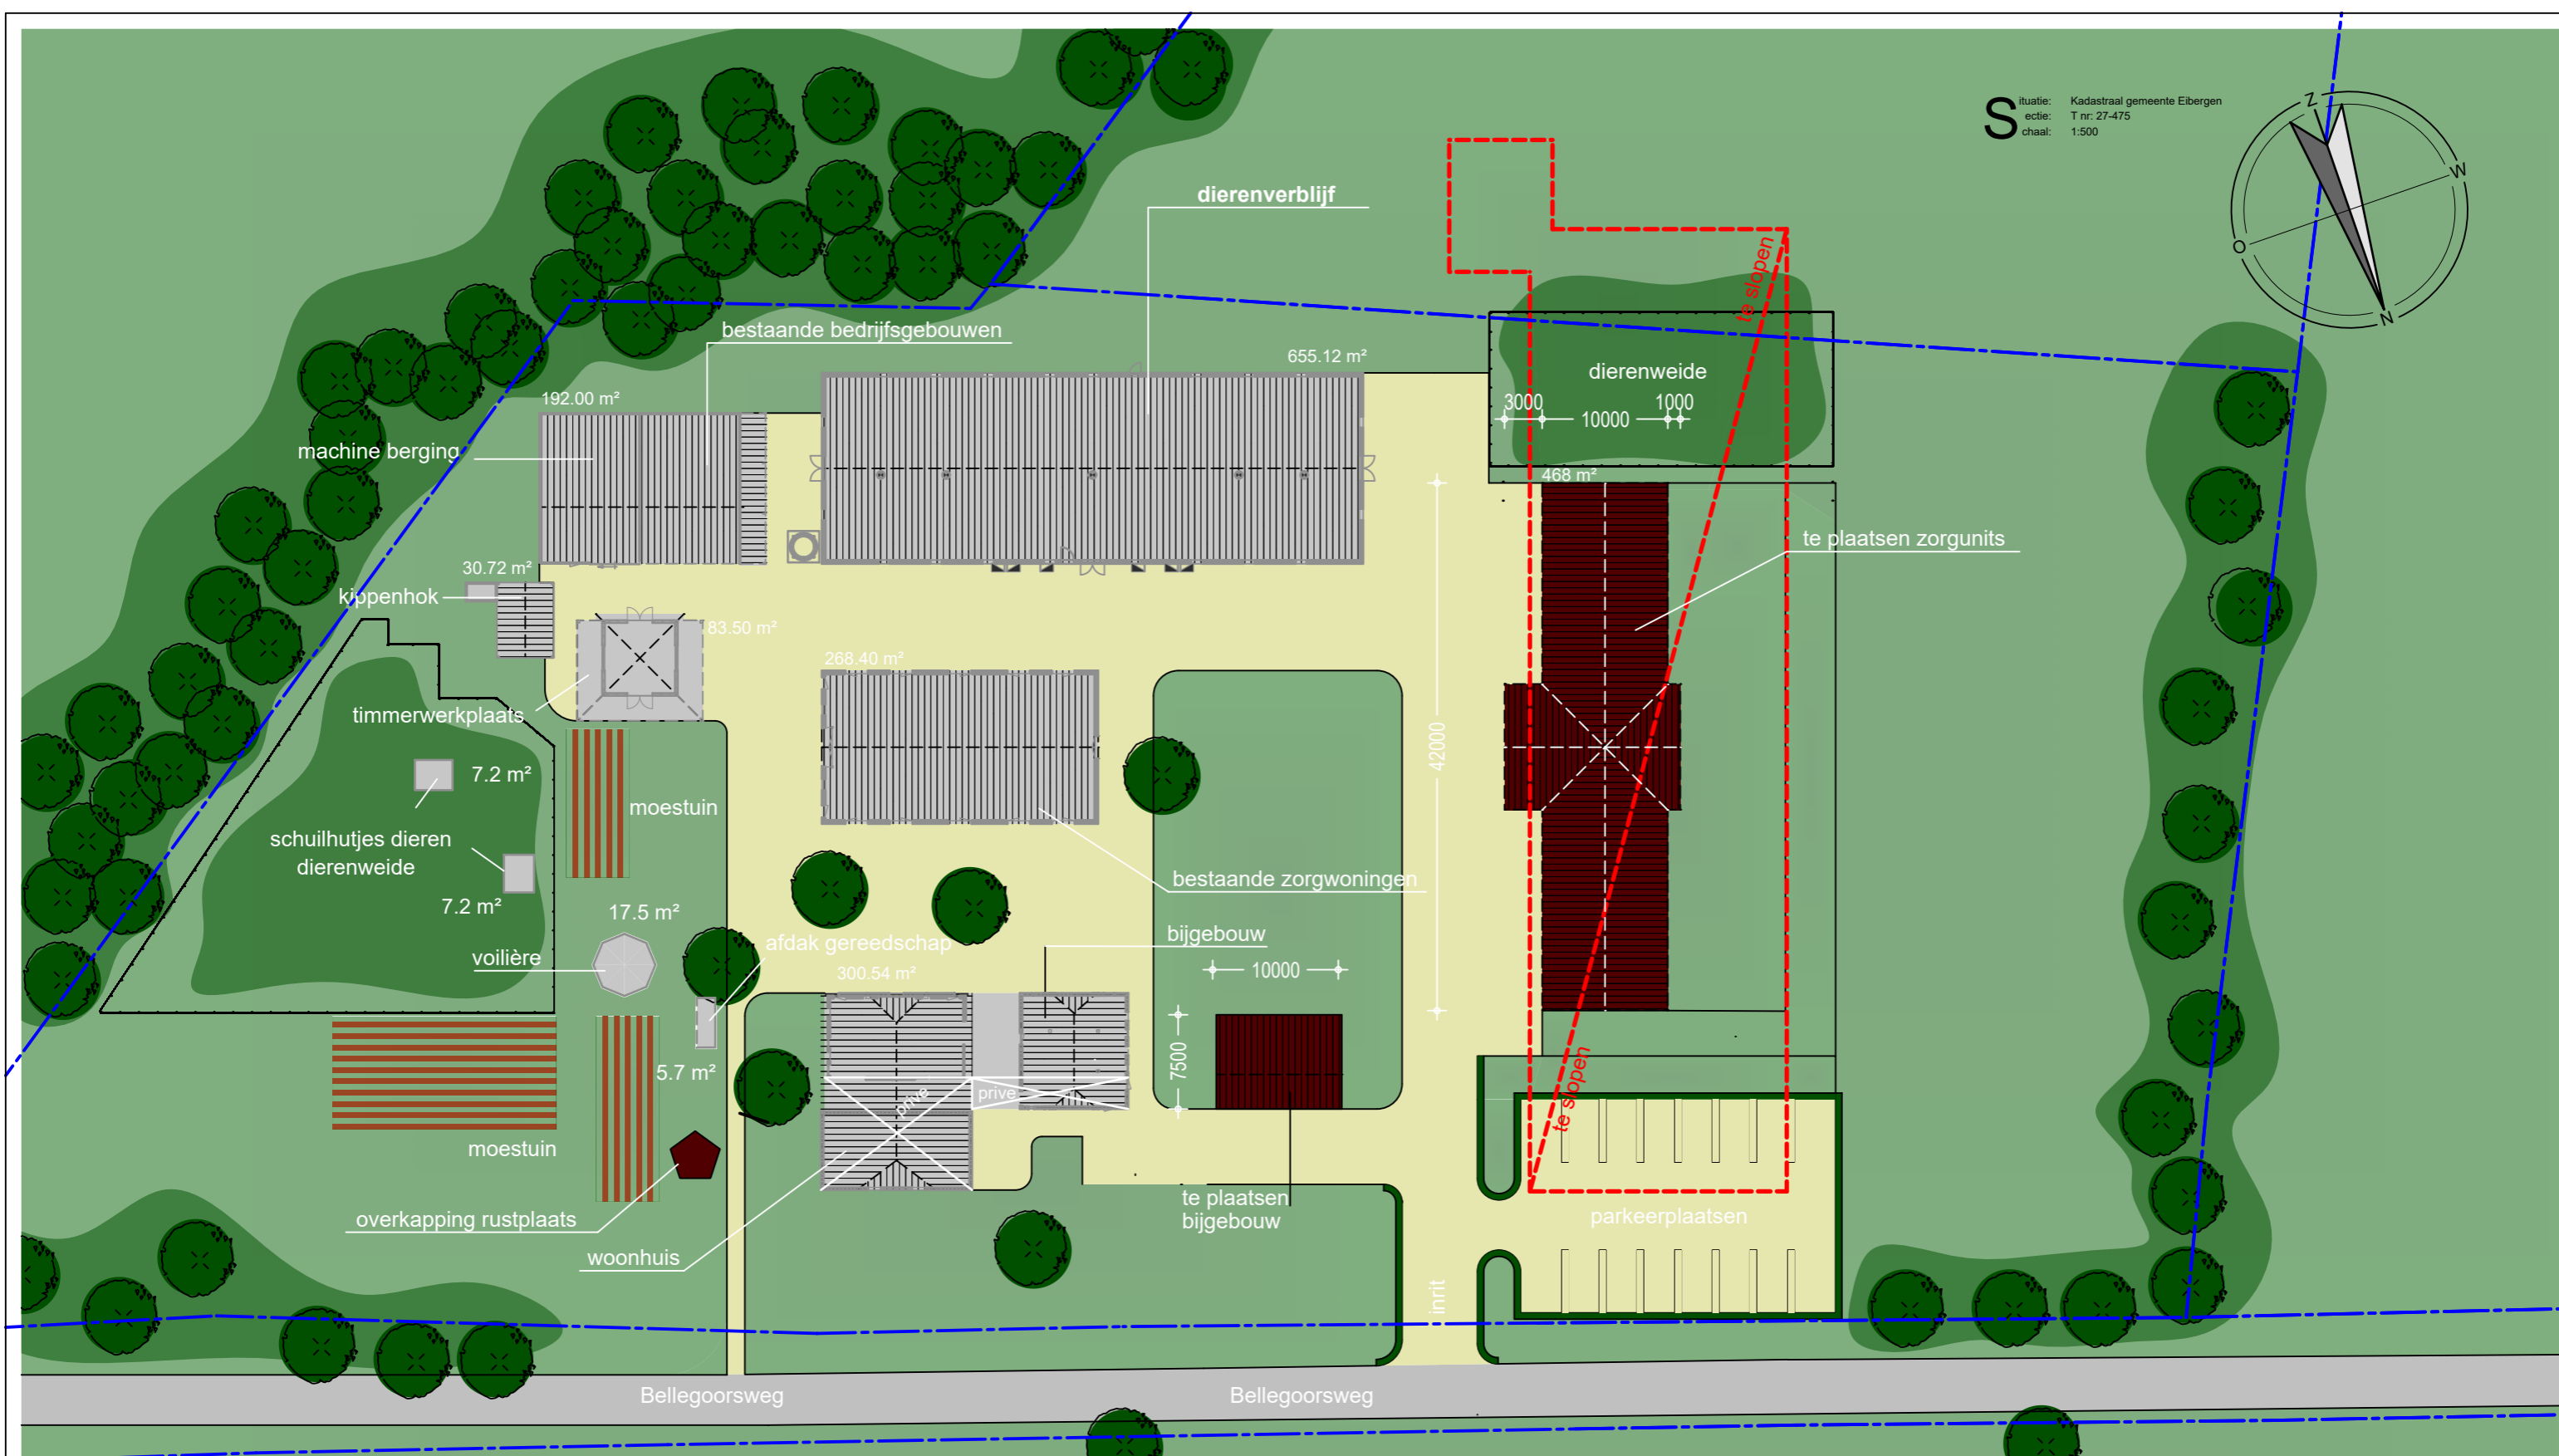 Situatie: Kadastraal gemeente Eibergen
Sectie: T nr: 27-475
Schaal: 1:500
Z
W
O
N
dierenverblijf
te slopen
bestaande bedrijfsgebouwen
655.12 m²
dierenweide
192.00 m²
3000
10000
1000
machine berging
468 m²
te plaatsen zorgunits
30.72 m²
kippenhok
83.50 m²
268.40 m²
timmerwerkplaats
42000
7.2 m²
moestuin
schuilhutjes dieren
dierenweide
bestaande zorgwoningen
7.2 m²
17.5 m²
afdak gereedschap
bijgebouw
voilière
300.54 m²
10000
7500
5.7 m²
prive
prive
te slopen
moestuin
te plaatsen
bijgebouw
overkapping rustplaats
parkeerplaatsen
woonhuis
inrit
Bellegoorsweg
Bellegoorsweg